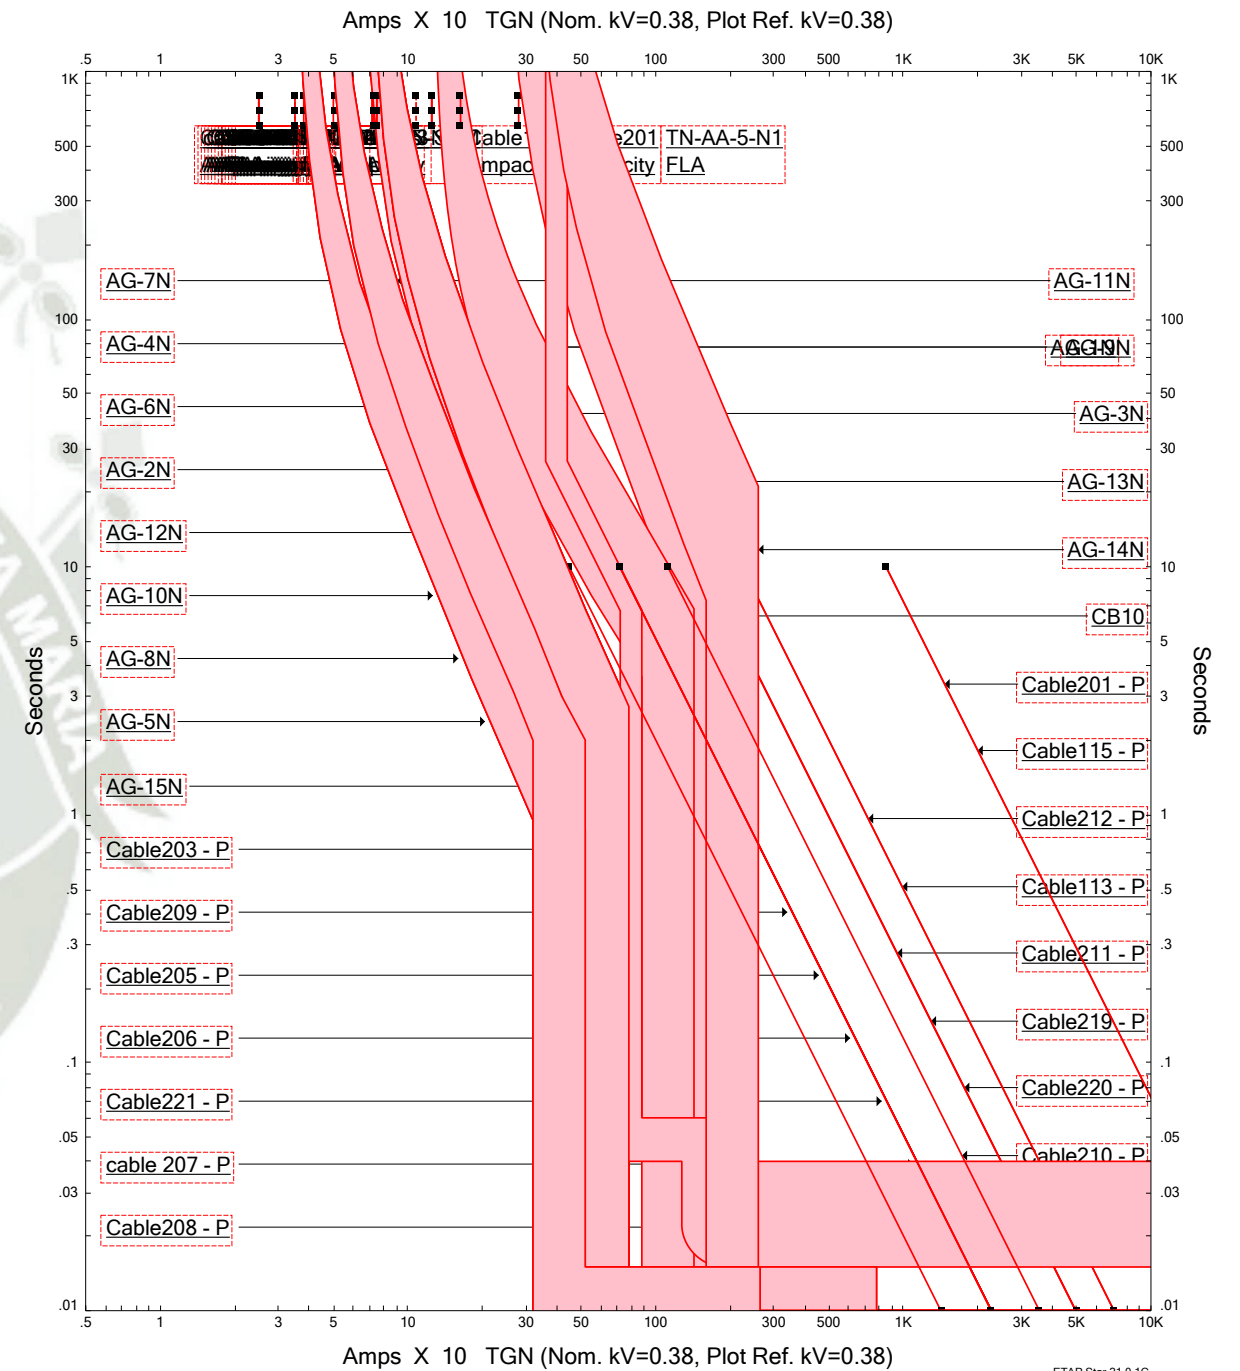 Amps X 10 TGN (Nom. kV=0.38, Plot Ref. kV=0.38)
.5 1 3 5 10 30 50 100 300 500 1K 3K 5K 10K
1K 1K
Cable e201 TN-AA-5-N1
500 500
mpac city FLA
300 300
AG-7N AG-11N
100 100
AG-4N
50 50
AG-6N AG-3N
30 30
AG-2N AG-13N
AG-12N AG-14N
10 10
AG-10N CB10
5 5
AG-8N Cable201 - P
3 3
Seconds Seconds
AG-5N Cable115 - P
AG-15N
1 1
Cable212 - P
Cable203 - P
.5 .5
Cable113 - P
Cable209 - P
.3 .3
Cable211 - P
Cable205 - P
Cable219 - P
Cable206 - P
.1 .1
Cable220 - P
Cable221 - P
.05 .05
Cable210 - P
cable 207 - P
.03 .03
Cable208 - P
.01 .01
.5 1 3 5 10 30 50 100 300 500 1K 3K 5K 10K
Amps X 10 TGN (Nom. kV=0.38, Plot Ref. kV=0.38)
A MARIA